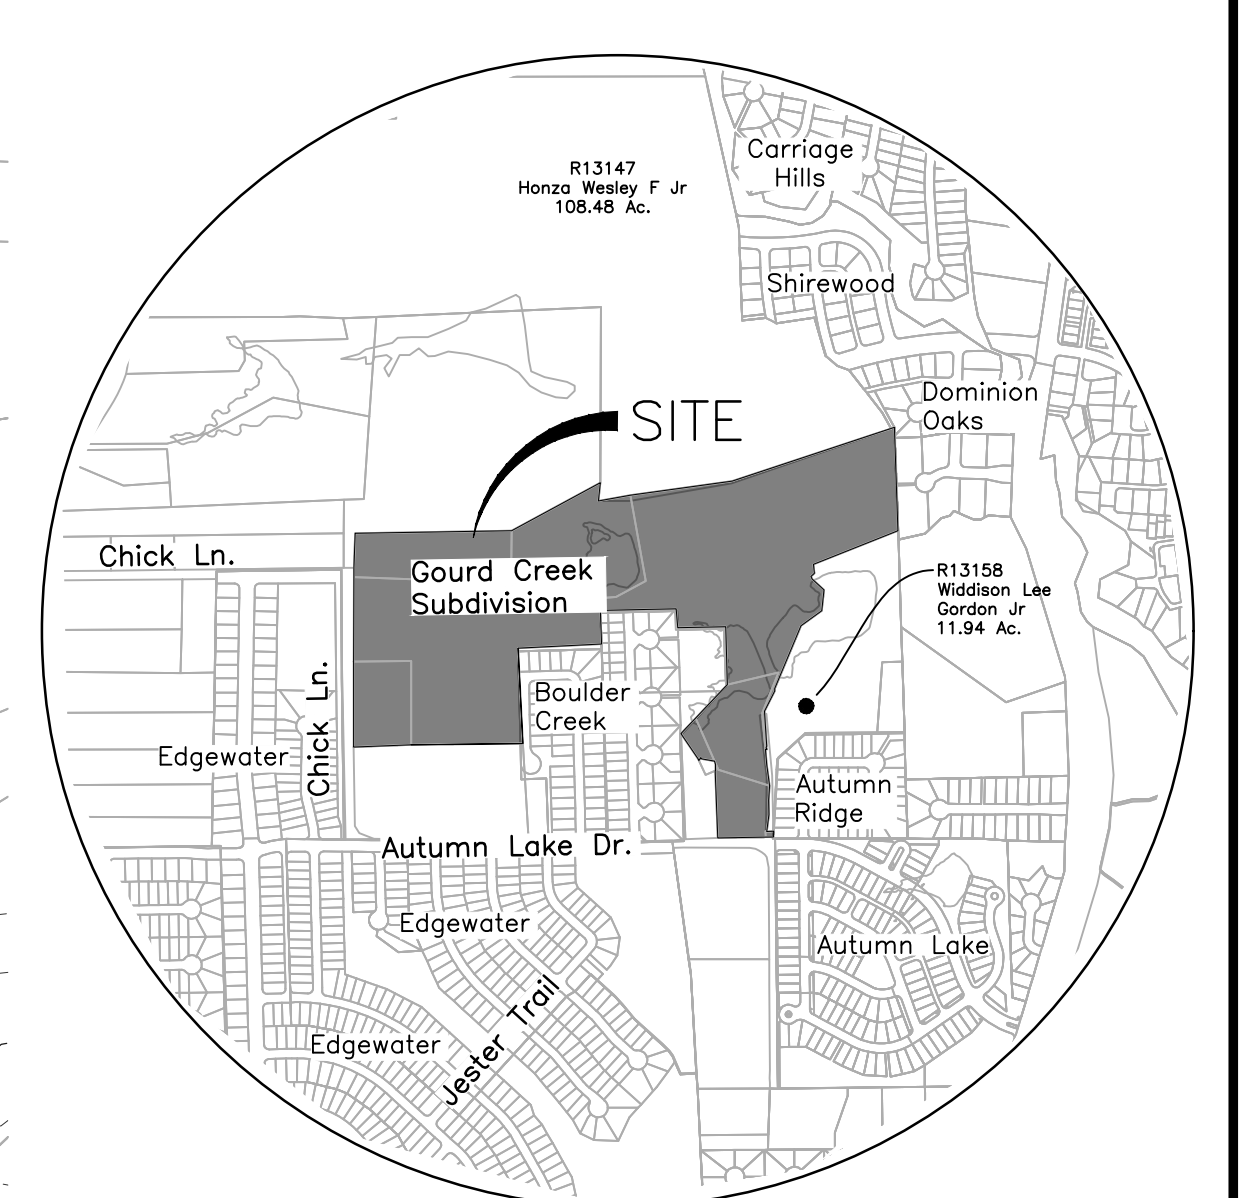 Carriage
Hills
R13147
Honza Wesley F Jr
108.48 Ac.
Shirewood
Dominion
Oaks
SITE
Chick Ln.
Gourd Creek
Subdivision
R13158
Widdison Lee
Gordon Jr
11.94 Ac.
Chick Ln.
Boulder
Creek
Edgewater
Autumn
Ridge
Autumn Lake Dr.
Edgewater
Autumn Lake
Jester Trail
Edgewater